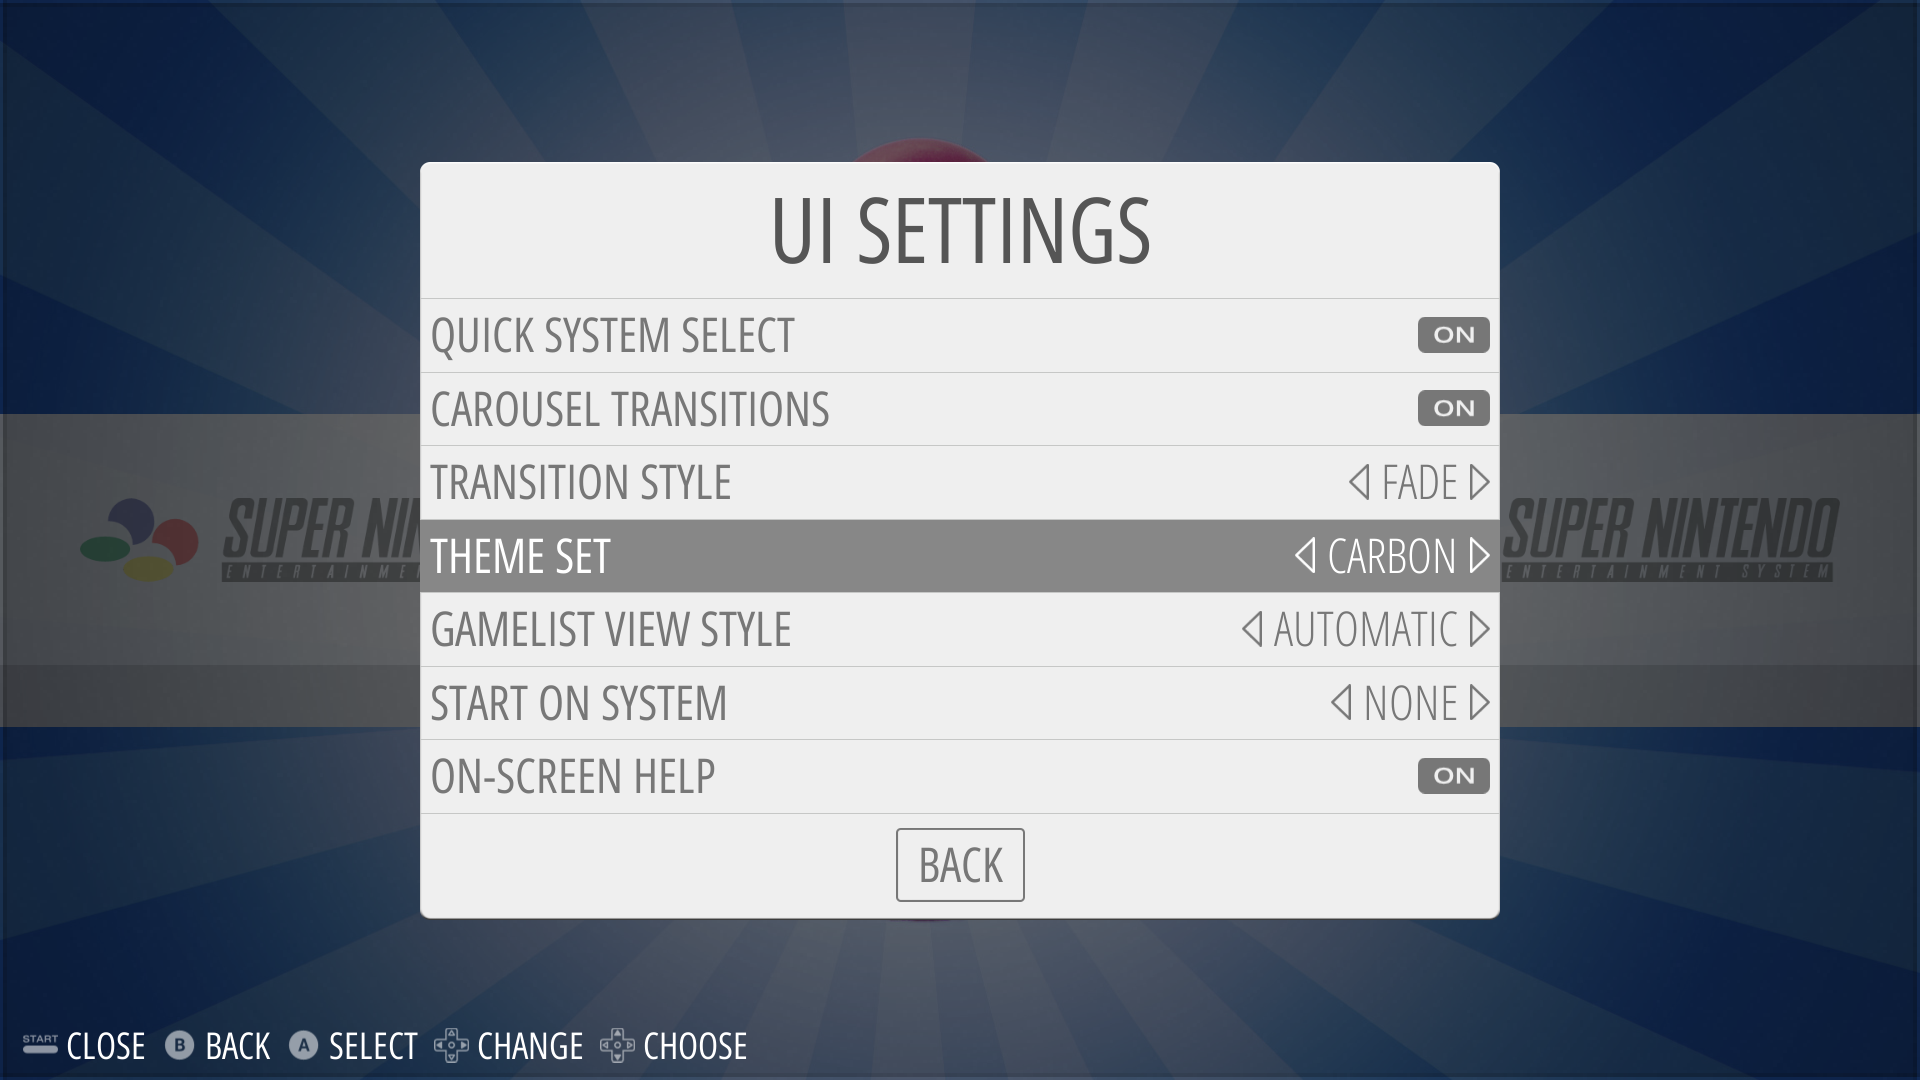 UI SETTINGS
QUICK SYSTEM SELECT ON
CAROUSEL TRANSITIONS ON
TRANSITION STYLE FADE
THEME SET CARBON
GAMELIST VIEW STYLE AUTOMATIC
START ON SYSTEM NONE
ON-SCREEN HELP ON
BACK
SUPER NIN
ENTERTAINME
SUPER NINTENDO
ENTERTAINMENT SYSTEM
START CLOSE B BACK A SELECT CHANGE CHOOSE